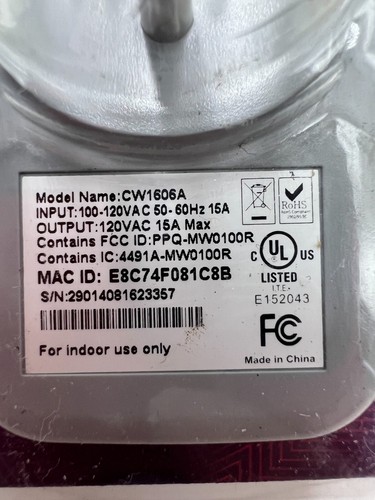 Model Name:CW1606A
INPUT:100-120VAC 50-60Hz 15A
OUTPUT:120VAC 15A Max
Contains FCC ID:PPQ-MW0100R
Contains IC:4491A-MW0100R
MAC ID: E8C74F081C8B
S/N:29014081623357
For indoor use only
RoHS
C UL US
LISTED
I.T.E.
E152043
FC
Made in China